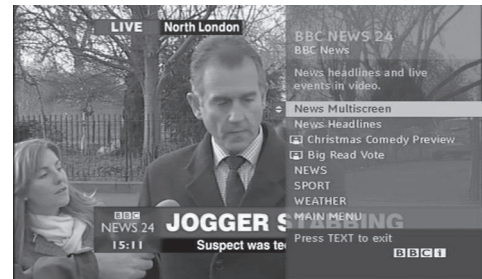 LIVE North London
BBC NEWS 24
BBC News
News headlines and live
events in video.
News Multiscreen
News Headlines
Christmas Comedy Preview
Big Read Vote
NEWS
SPORT
WEATHER
MAIN MENU
Press TEXT to exit
BBCi
BBC
NEWS 24
15:11
JOGGER STABBING
Suspect was